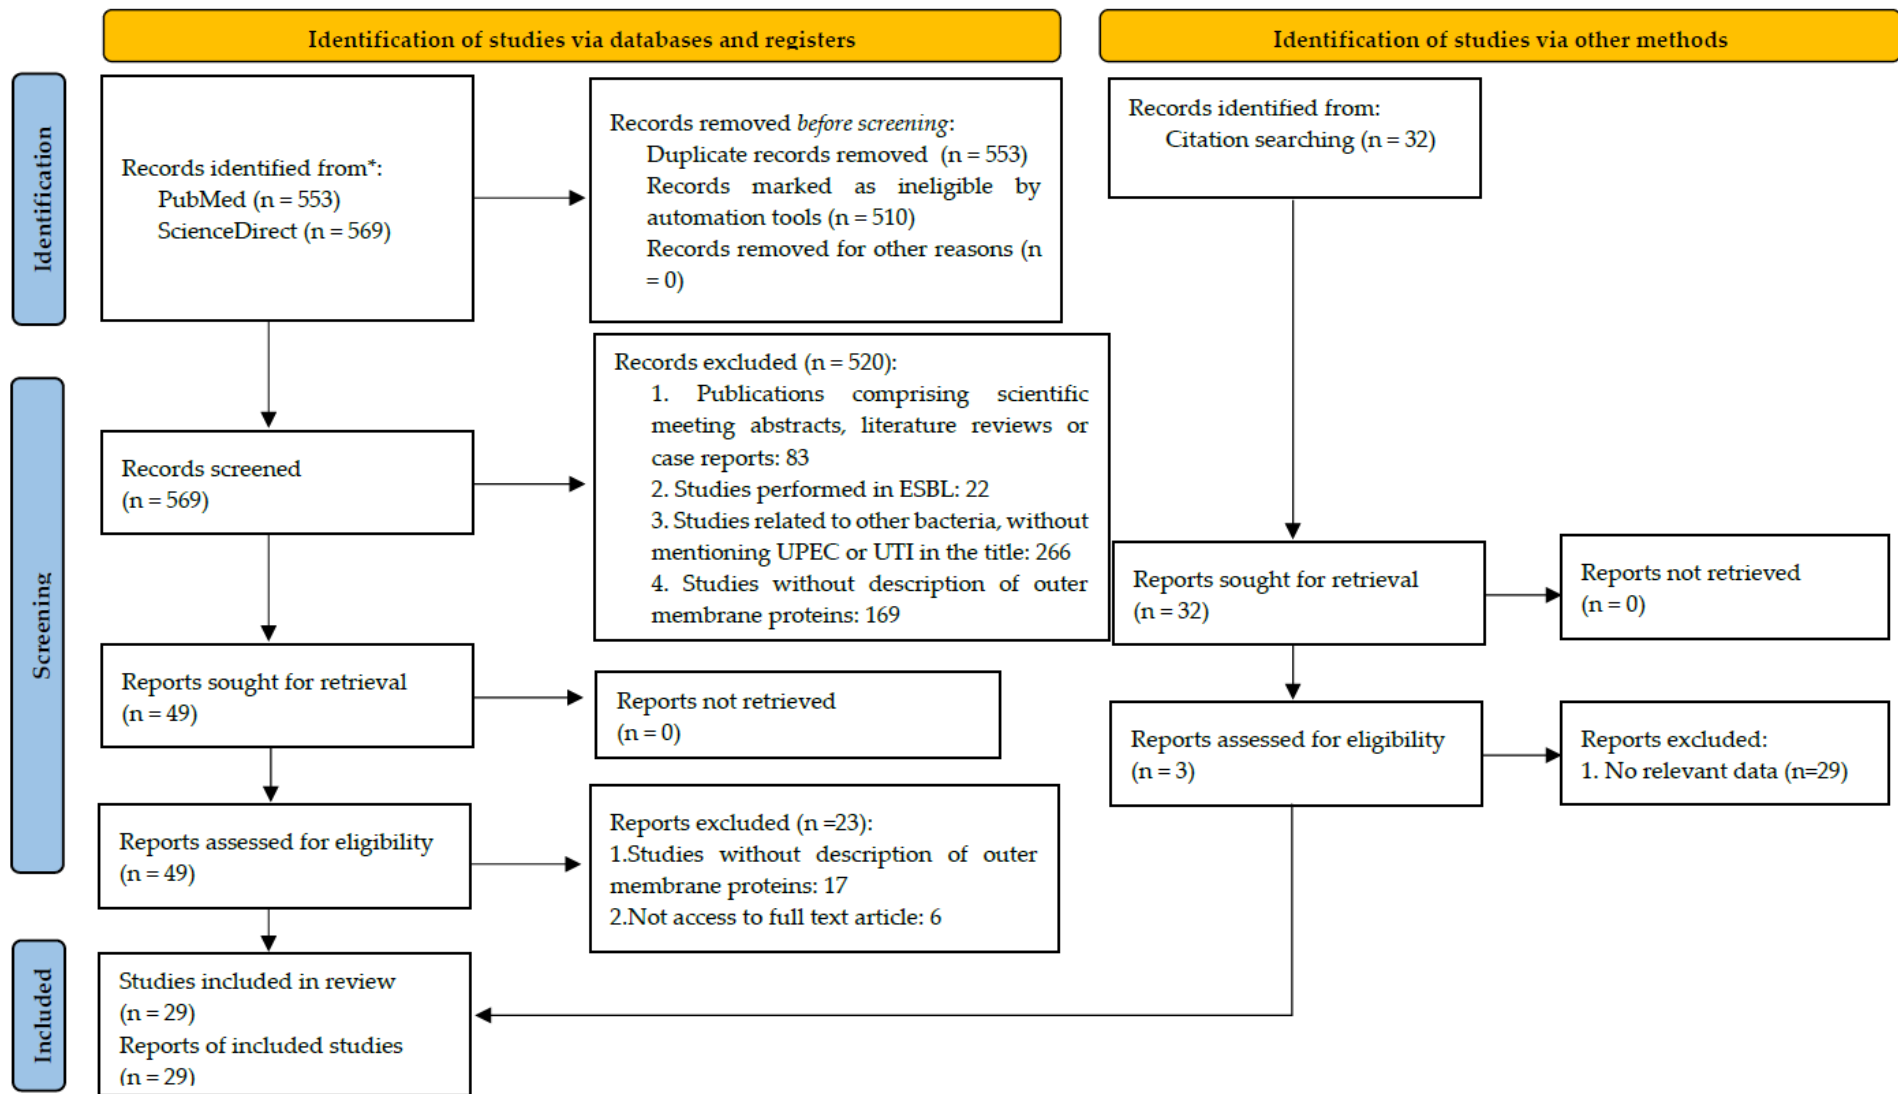 Identification of studies via databases and registers
Identification of studies via other methods
Identification
Records identified from*:
PubMed (n = 553)
ScienceDirect (n = 569)
Records removed before screening:
Duplicate records removed (n = 553)
Records marked as ineligible by
automation tools (n = 510)
Records removed for other reasons (n
= 0)
Records identified from:
Citation searching (n = 32)
Screening
Records screened
(n = 569)
Records excluded (n = 520):
1. Publications comprising scientific
meeting abstracts, literature reviews or
case reports: 83
2. Studies performed in ESBL: 22
3. Studies related to other bacteria, without
mentioning UPEC or UTI in the title: 266
4. Studies without description of outer
membrane proteins: 169
Reports sought for retrieval
(n = 32)
Reports not retrieved
(n = 0)
Reports sought for retrieval
(n = 49)
Reports not retrieved
(n = 0)
Reports assessed for eligibility
(n = 3)
Reports excluded:
1. No relevant data (n=29)
Reports assessed for eligibility
(n = 49)
Reports excluded (n =23):
1.Studies without description of outer
membrane proteins: 17
2.Not access to full text article: 6
Included
Studies included in review
(n = 29)
Reports of included studies
(n = 29)